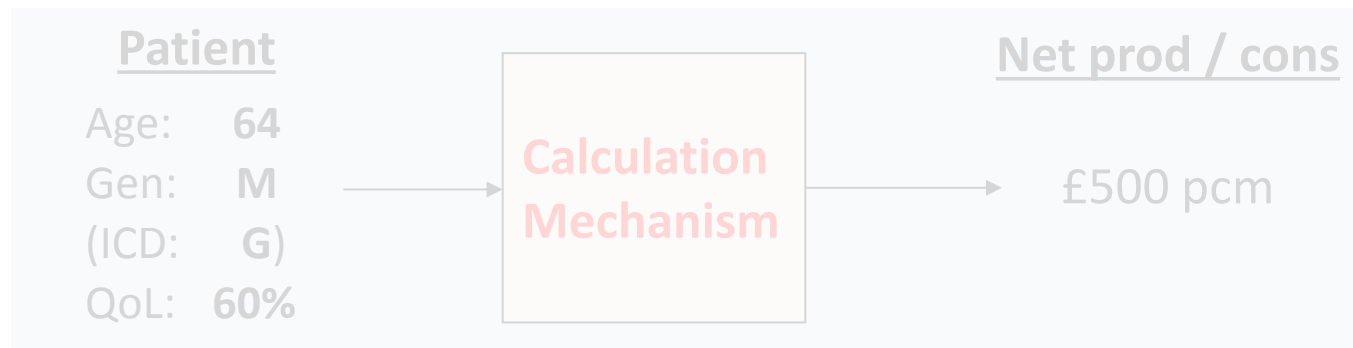 Patient
Age: 64
Gen: M
(ICD: G)
QoL: 60%
Calculation
Mechanism
Net prod / cons
£500 pcm